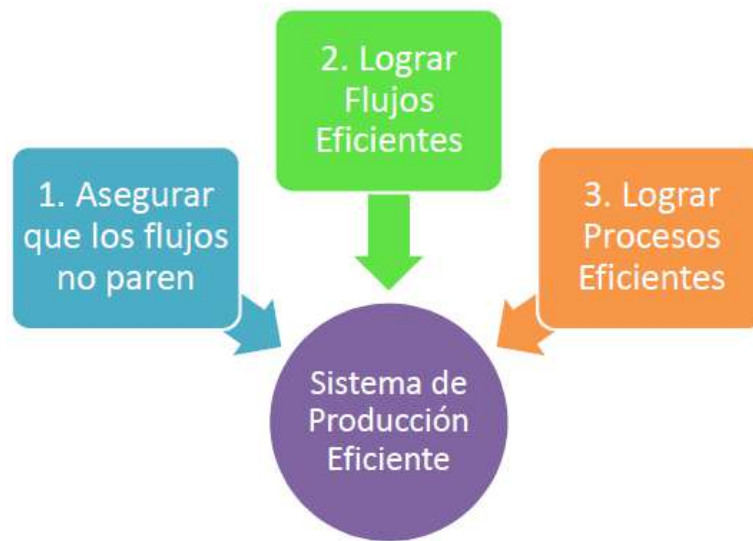 1. Asegurar
que los flujos
no paren
2. Lograr
Flujos
Eficientes
3. Lograr
Procesos
Eficientes
Sistema de
Producción
Eficiente